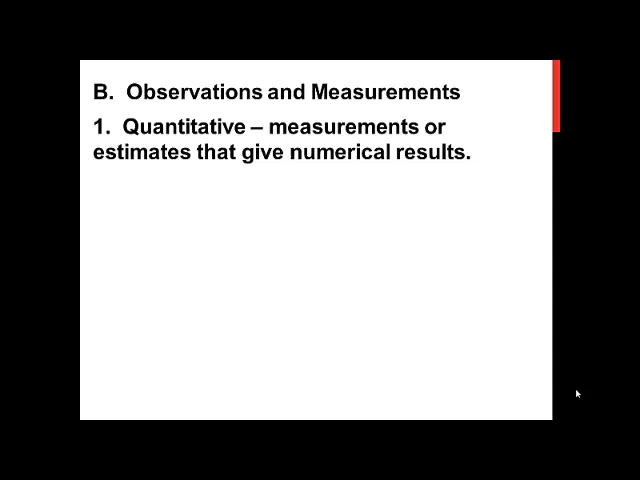 B.  Observations and Measurements
1.  Quantitative – measurements or
estimates that give numerical results.